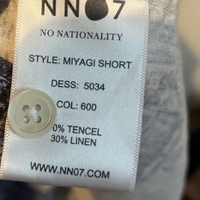 NN07
NO NATIONALITY
STYLE: MIYAGI SHORT
DESS: 5034
COL: 600
0% TENCEL
30% LINEN
WWW.NN07.COM